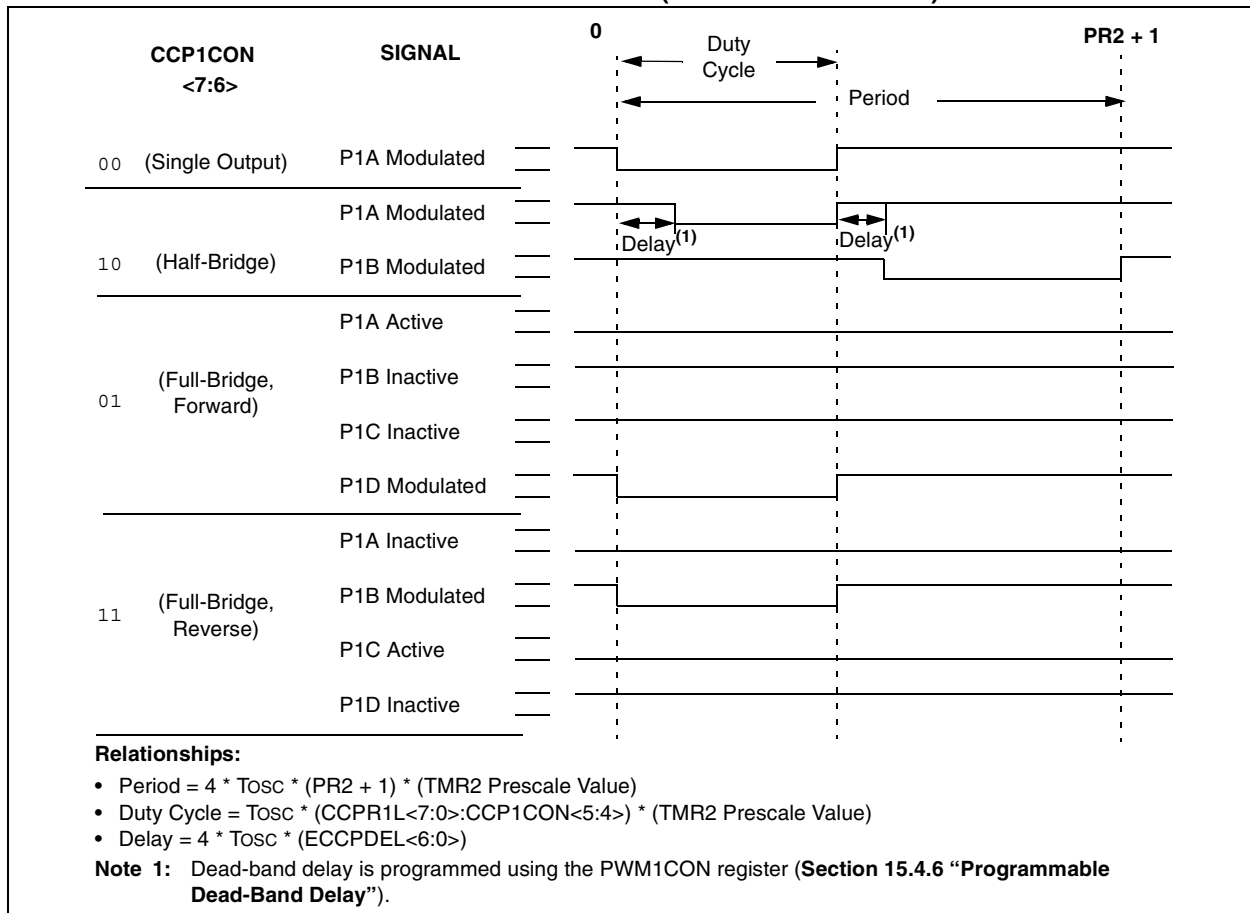 CCP1CON
<7:6>
SIGNAL
0
Duty
Cycle
PR2 + 1
Period
00 (Single Output) P1A Modulated
P1A Modulated
Delay(1) Delay(1)
10 (Half-Bridge) P1B Modulated
P1A Active
P1B Inactive
01 (Full-Bridge,
Forward)
P1C Inactive
P1D Modulated
P1A Inactive
P1B Modulated
11 (Full-Bridge,
Reverse)
P1C Active
P1D Inactive
Relationships:
• Period = 4 * TOSC * (PR2 + 1) * (TMR2 Prescale Value)
• Duty Cycle = TOSC * (CCPR1L<7:0>:CCP1CON<5:4>) * (TMR2 Prescale Value)
• Delay = 4 * TOSC * (ECCPDEL<6:0>)
Note 1: Dead-band delay is programmed using the PWM1CON register (Section 15.4.6 “Programmable
Dead-Band Delay”).